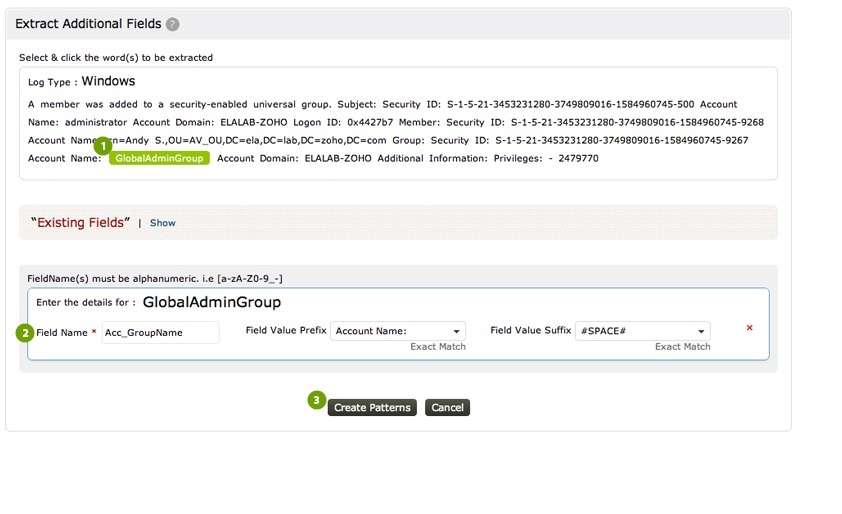 Extract Additional Fields ?
Select & click the word(s) to be extracted
Log Type : Windows
A member was added to a security-enabled universal group. Subject: Security ID: S-1-5-21-3453231280-3749809016-1584960745-500 Account
Name: administrator Account Domain: ELALAB-ZOHO Logon ID: 0x4427b7 Member: Security ID: S-1-5-21-3453231280-3749809016-1584960745-9268
Account Name: cn=Andy S.,OU=AV_OU,DC=ela,DC=lab,DC=zoho,DC=com Group: Security ID: S-1-5-21-3453231280-3749809016-1584960745-9267
1
Account Name: GlobalAdminGroup Account Domain: ELALAB-ZOHO Additional Information: Privileges: - 2479770
“Existing Fields” | Show
FieldName(s) must be alphanumeric. i.e [a-zA-Z0-9_-]
Enter the details for : GlobalAdminGroup
2 Field Name * Acc_GroupName Field Value Prefix Account Name: Field Value Suffix #SPACE# ×
Exact Match Exact Match
3 Create Patterns Cancel